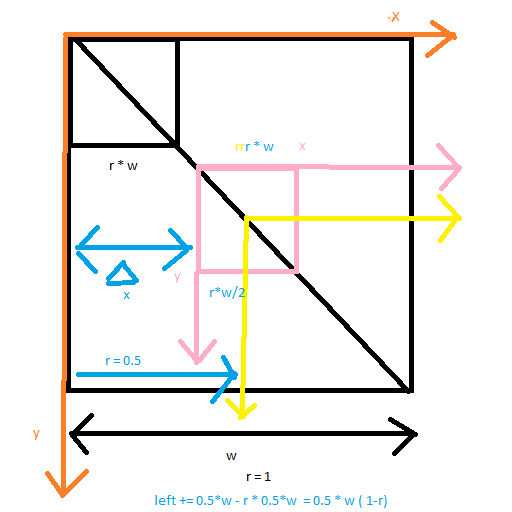 ·X
rrr * w
x
r * w
y
r*w/2
x
r = 0.5
y
w
r = 1
left += 0.5*w - r * 0.5*w  = 0.5 * w ( 1-r)